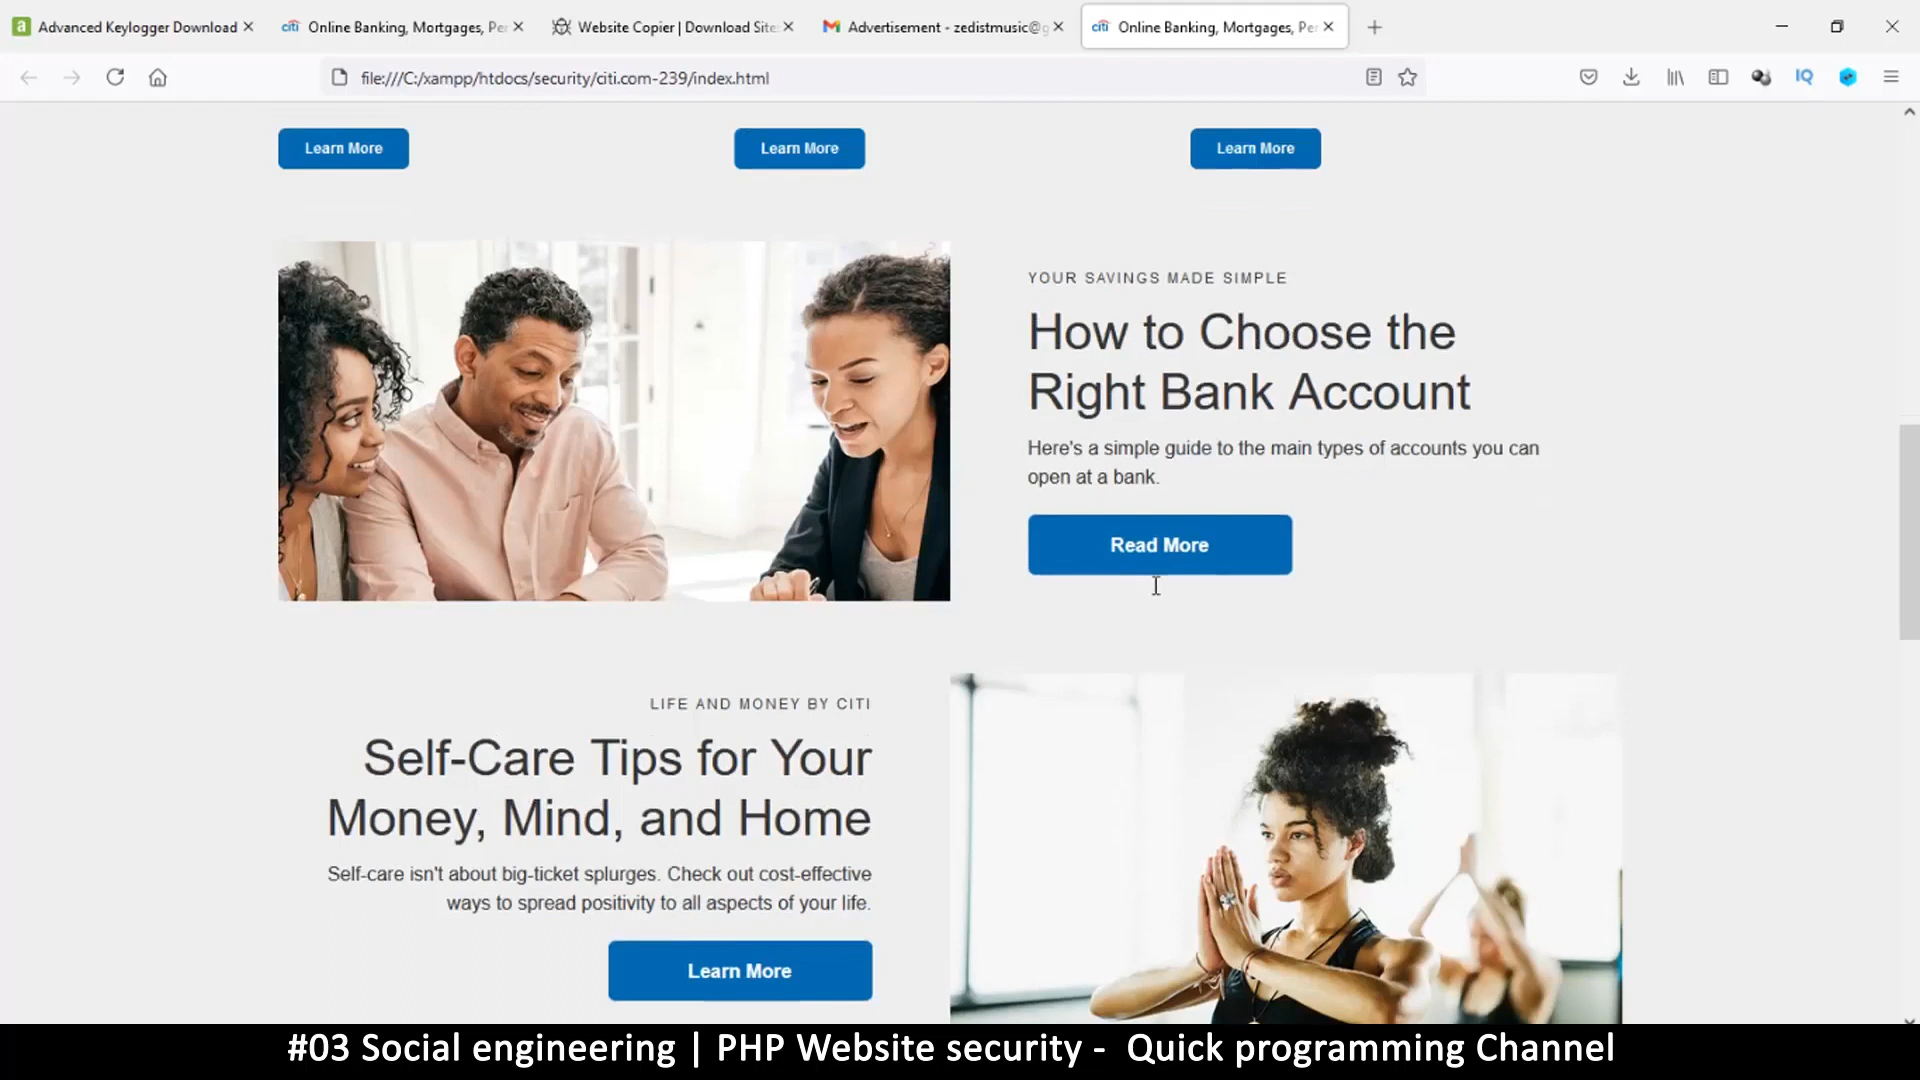 Advanced Keylogger Download
citi
Online Banking, Mortgages, Pe
Website Copier | Download Site
Advertisement - zedistmusic@g
citi
Online Banking, Mortgages, Per
file:///C:/xampp/htdocs/security/citi.com-239/index.html
IQ
Learn More
Learn More
Learn More
YOUR SAVINGS MADE SIMPLE
How to Choose the
Right Bank Account
Here's a simple guide to the main types of accounts you can
open at a bank.
Read More
LIFE AND MONEY BY CITI
Self-Care Tips for Your
Money, Mind, and Home
Self-care isn't about big-ticket splurges. Check out cost-effective
ways to spread positivity to all aspects of your life.
Learn More
#03 Social engineering | PHP Website security - Quick programming Channel